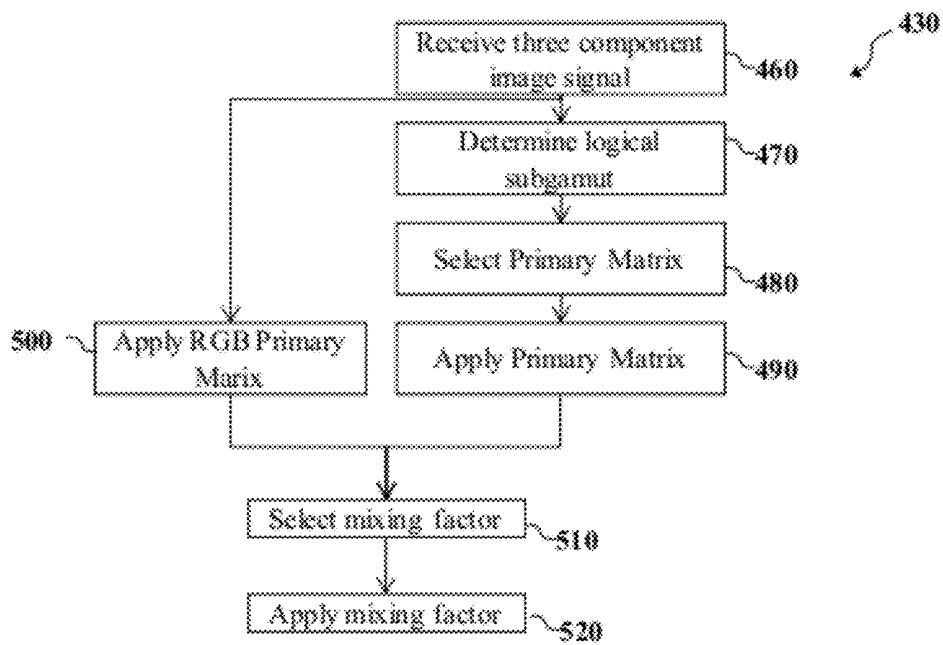 430
Receive three component
image signal
460
Determine logical
subgamut
470
Select Primary Matrix
480
500
Apply RGB Primary
Marix
Apply Primary Matrix
490
Select mixing factor
510
Apply mixing factor
520